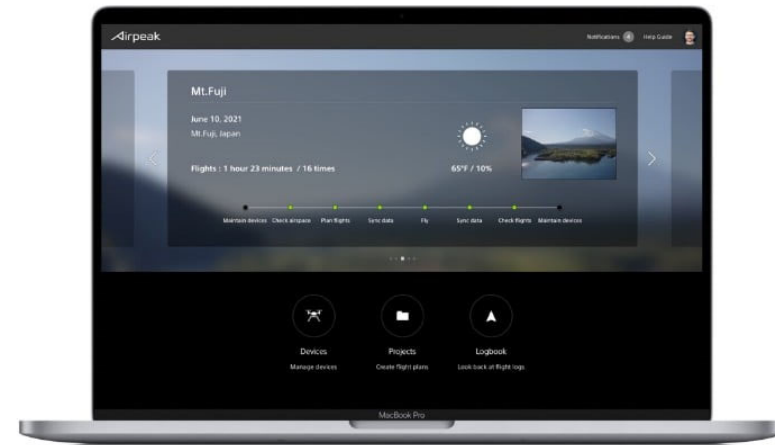 Airpeak
Notifications 4 Help Guide
Mt.Fuji
June 10, 2021
Mt.Fuji, Japan
Flights : 1 hour 23 minutes / 16 times
65°F / 10%
Maintain devices Check airspace Plan flights Sync data Fly Sync data Check flights Maintain devices
Devices Projects Logbook
Manage devices Create flight plans Look back at flight logs
MacBook Pro